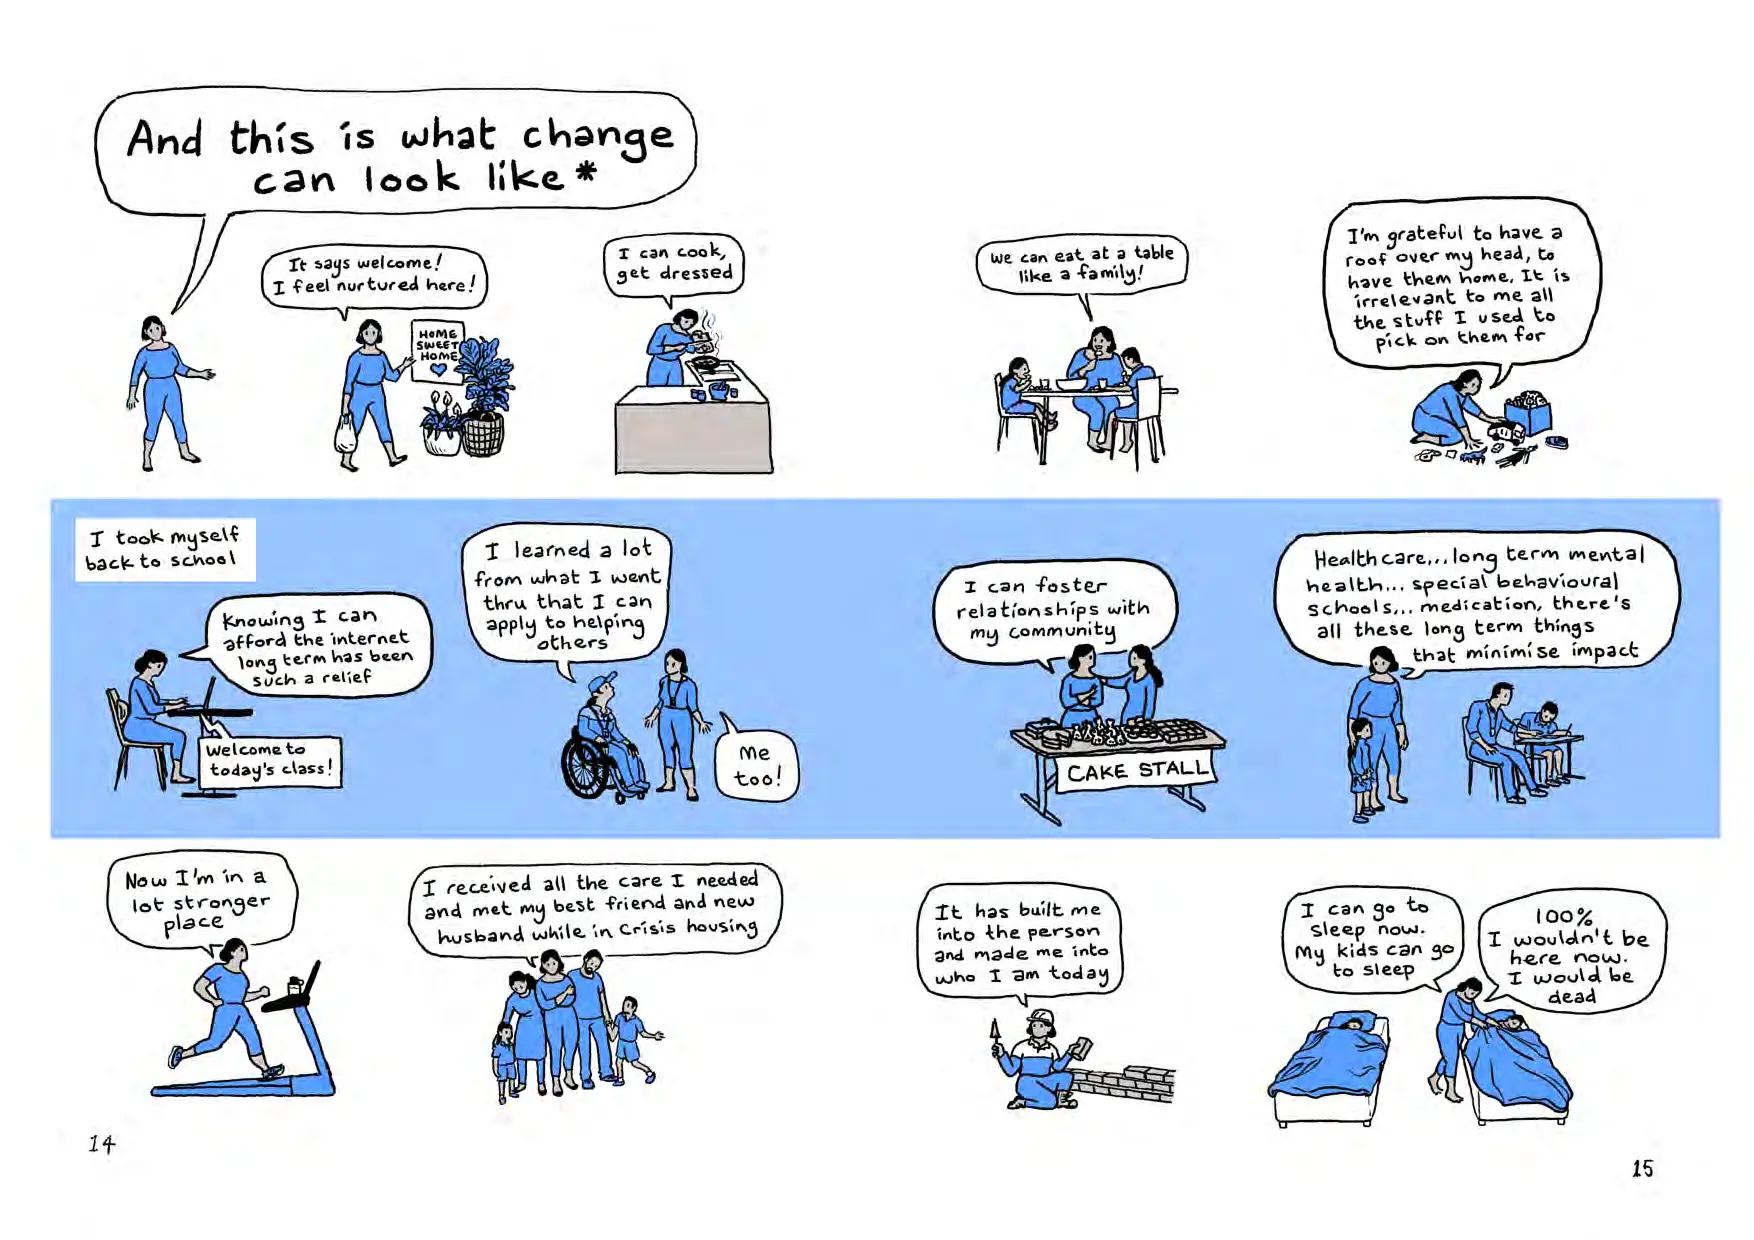 And this is what change
can look like *
It says welcome!
I feel nurtured here!
HOME
SWEET
HOME
I can cook,
get dressed
we can eat at a table
like a family!
I'm grateful to have a
roof over my head, to
have them home, It is
irrelevant to me all
the stuff I used to
pick on them for
I took myself
back to school
Knowing I can
afford the internet
long term has been
such a relief
Welcome to
today's class!
I learned a lot
from what I went
thru that I can
apply to helping
others
Me
too!
I can foster
relationships with
my community
CAKE STALL
Healthcare... long term mental
health... special behavioural
schools... medication, there's
all these long term things
that minimise impact
Now I'm in a
lot stronger
place
I received all the care I needed
and met my best friend and new
husband while in Crisis housing
It has built me
into the person
and made me into
who I am today
I can go to
sleep now.
My kids can go
to sleep
100%
I wouldn't be
here now.
I would be
dead
14
15